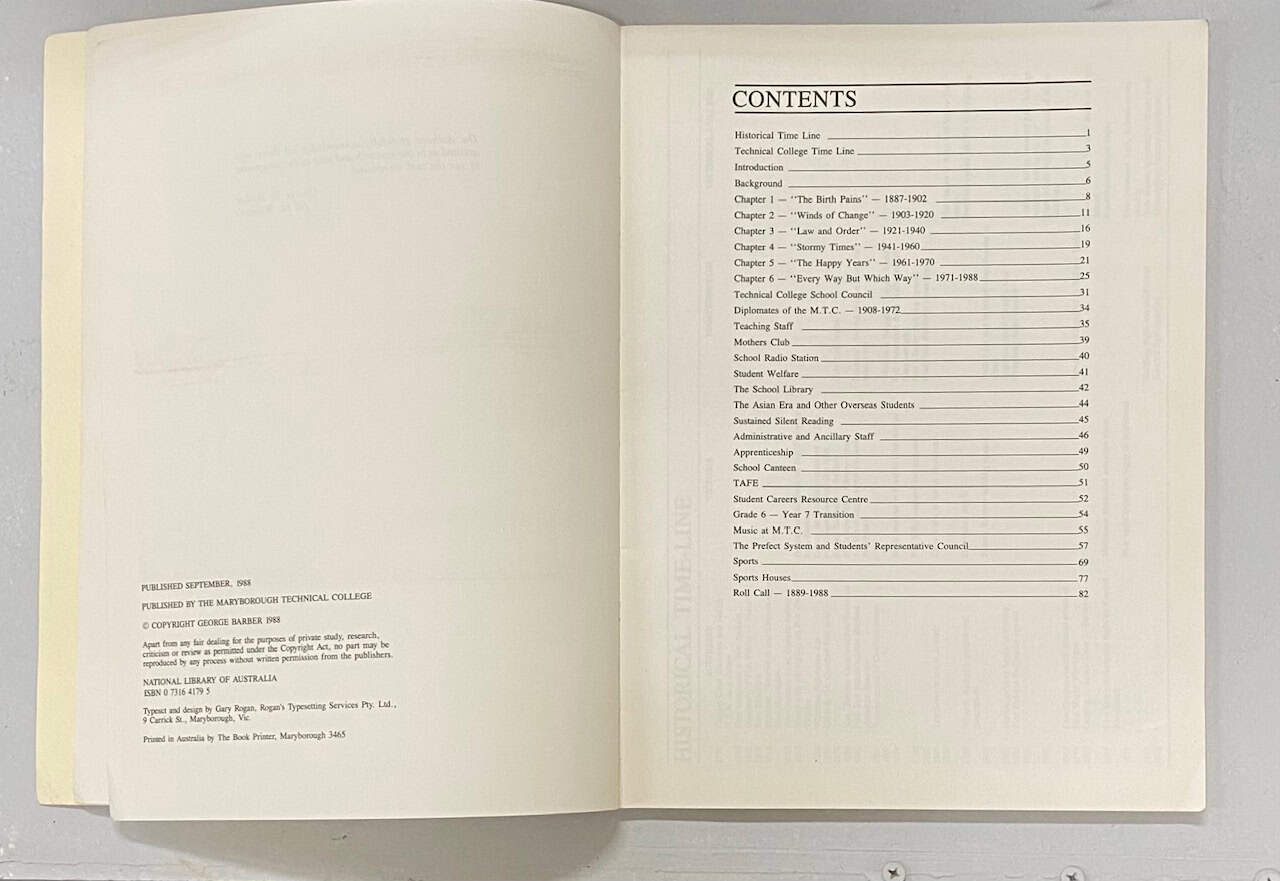 PUBLISHED SEPTEMBER, 1988
PUBLISHED BY THE MARYBOROUGH TECHNICAL COLLEGE
© COPYRIGHT GEORGE BARBER 1988
Apart from any fair dealing for the purposes of private study, research,
criticism or review as permitted under the Copyright Act, no part may be
reproduced by any process without written permission from the publishers.
NATIONAL LIBRARY OF AUSTRALIA
ISBN 0 7316 4179 5
Typeset and design by Gary Rogan, Rogan's Typesetting Services Pty. Ltd.,
9 Carrick St., Maryborough, Vic.
Printed in Australia by The Book Printer, Maryborough 3465
CONTENTS
Historical Time Line 1
Technical College Time Line 3
Introduction 5
Background 6
Chapter 1 — "The Birth Pains" — 1887-1902 8
Chapter 2 — "Winds of Change" — 1903-1920 11
Chapter 3 — "Law and Order" — 1921-1940 16
Chapter 4 — "Stormy Times" — 1941-1960 19
Chapter 5 — "The Happy Years" — 1961-1970 21
Chapter 6 — "Every Way But Which Way" — 1971-1988 25
Technical College School Council 31
Diplomates of the M.T.C. — 1908-1972 34
Teaching Staff 35
Mothers Club 39
School Radio Station 40
Student Welfare 41
The School Library 42
The Asian Era and Other Overseas Students 44
Sustained Silent Reading 45
Administrative and Ancillary Staff 46
Apprenticeship 49
School Canteen 50
TAFE 51
Student Careers Resource Centre 52
Grade 6 — Year 7 Transition 54
Music at M.T.C. 55
The Prefect System and Students' Representative Council 57
Sports 69
Sports Houses 77
Roll Call — 1889-1988 82
HISTORICAL TIME-LINE